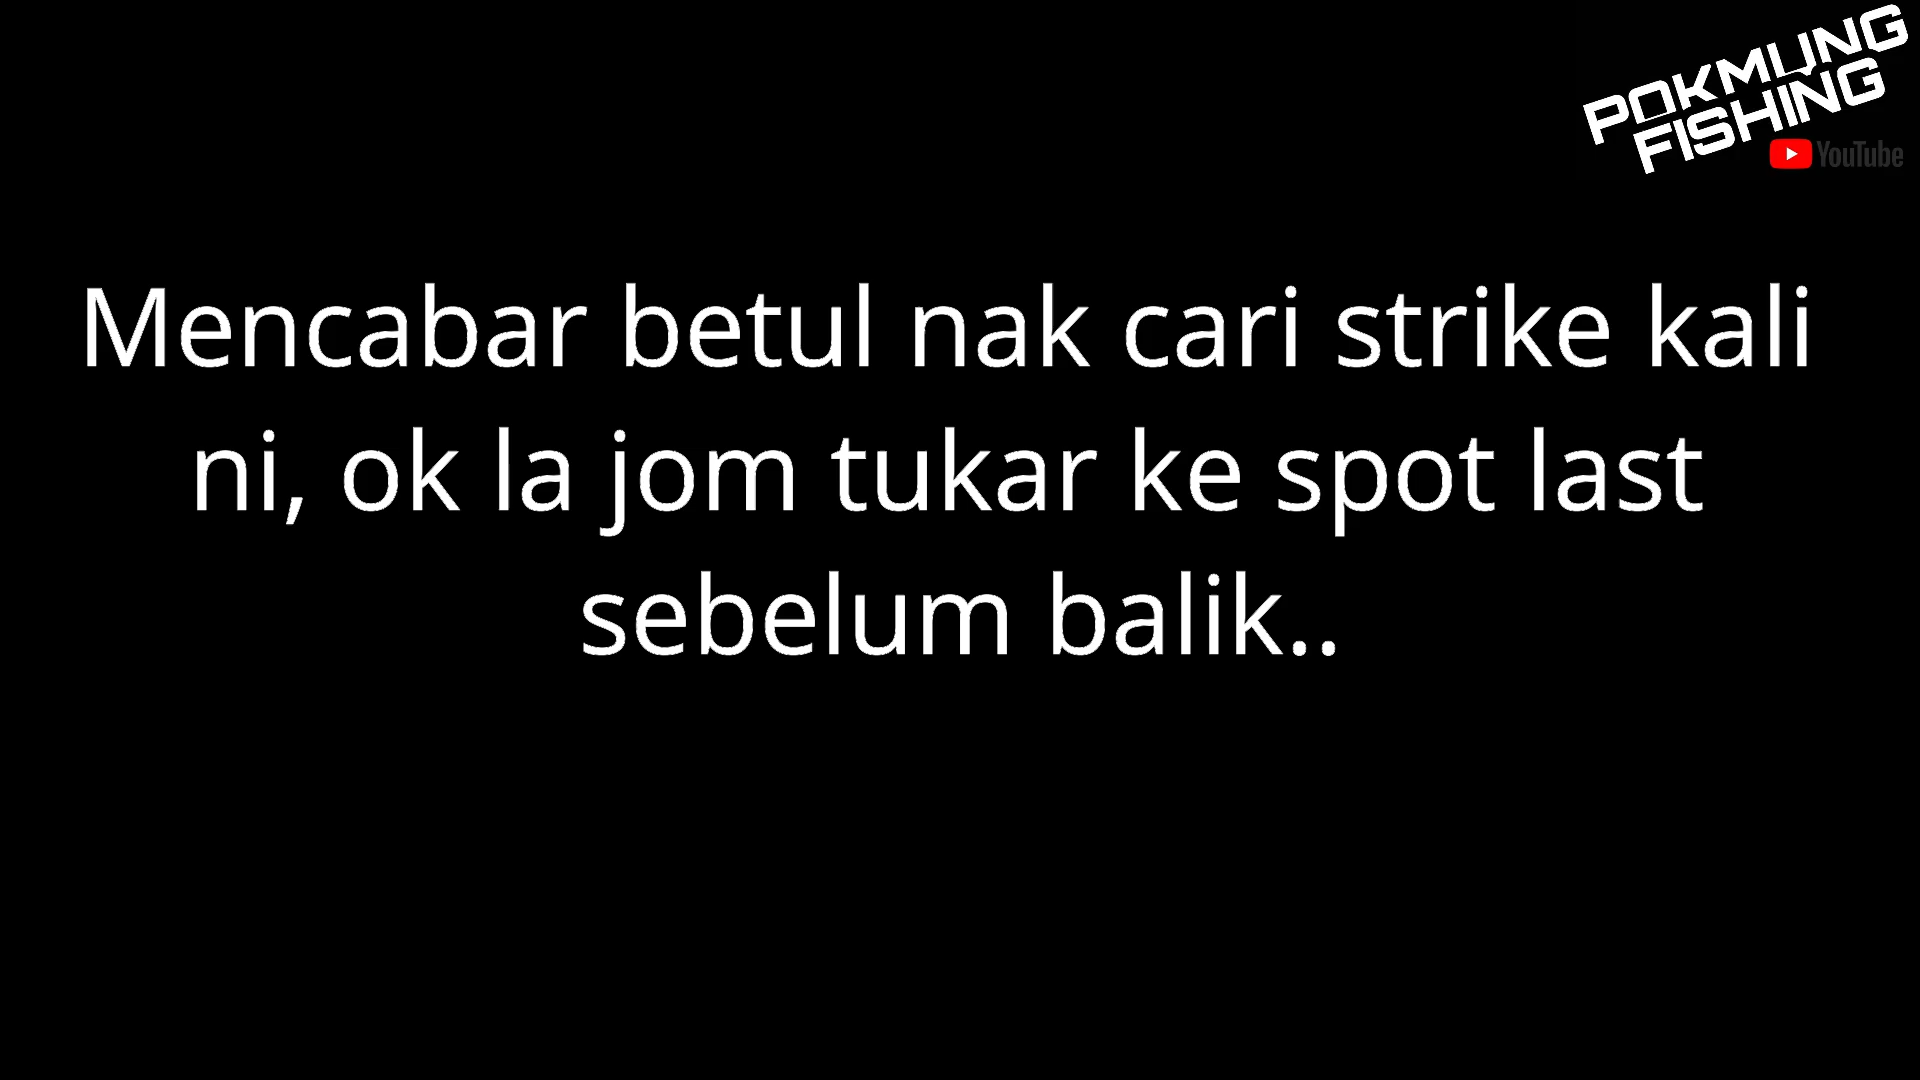 POKMUNG
FISHING
YouTube
Mencabar betul nak cari strike kali
ni, ok la jom tukar ke spot last
sebelum balik..